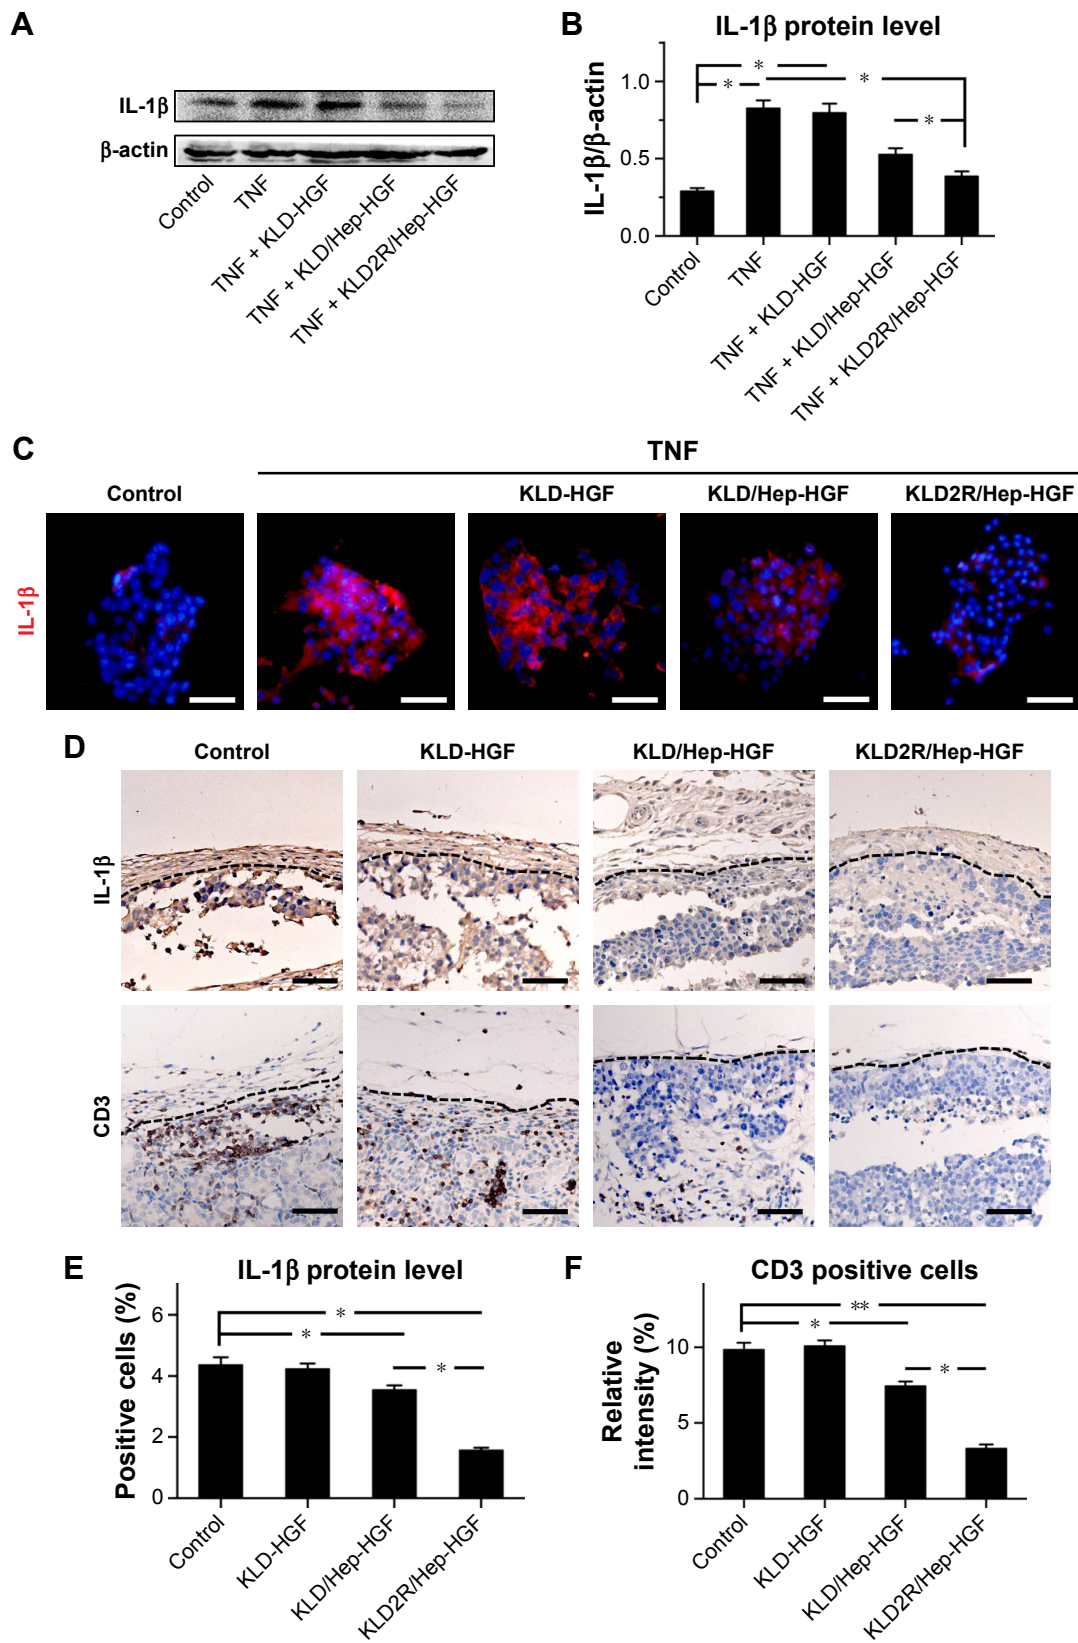 A
IL-1β
β-actin
Control
TNF
TNF + KLD-HGF
TNF + KLD/Hep-HGF
TNF + KLD2R/Hep-HGF
B
IL-1β protein level
IL-1β/β-actin
1.0
0.5
0.0
*
*
*
*
Control
TNF
TNF + KLD-HGF
TNF + KLD/Hep-HGF
TNF + KLD2R/Hep-HGF
C
TNF
Control
KLD-HGF
KLD/Hep-HGF
KLD2R/Hep-HGF
IL-1β
D
Control
KLD-HGF
KLD/Hep-HGF
KLD2R/Hep-HGF
IL-1β
CD3
E
IL-1β protein level
Positive cells (%)
6
4
2
0
*
*
*
Control
KLD-HGF
KLD/Hep-HGF
KLD2R/Hep-HGF
F
CD3 positive cells
Relative
intensity (%)
10
5
0
**
*
*
Control
KLD-HGF
KLD/Hep-HGF
KLD2R/Hep-HGF